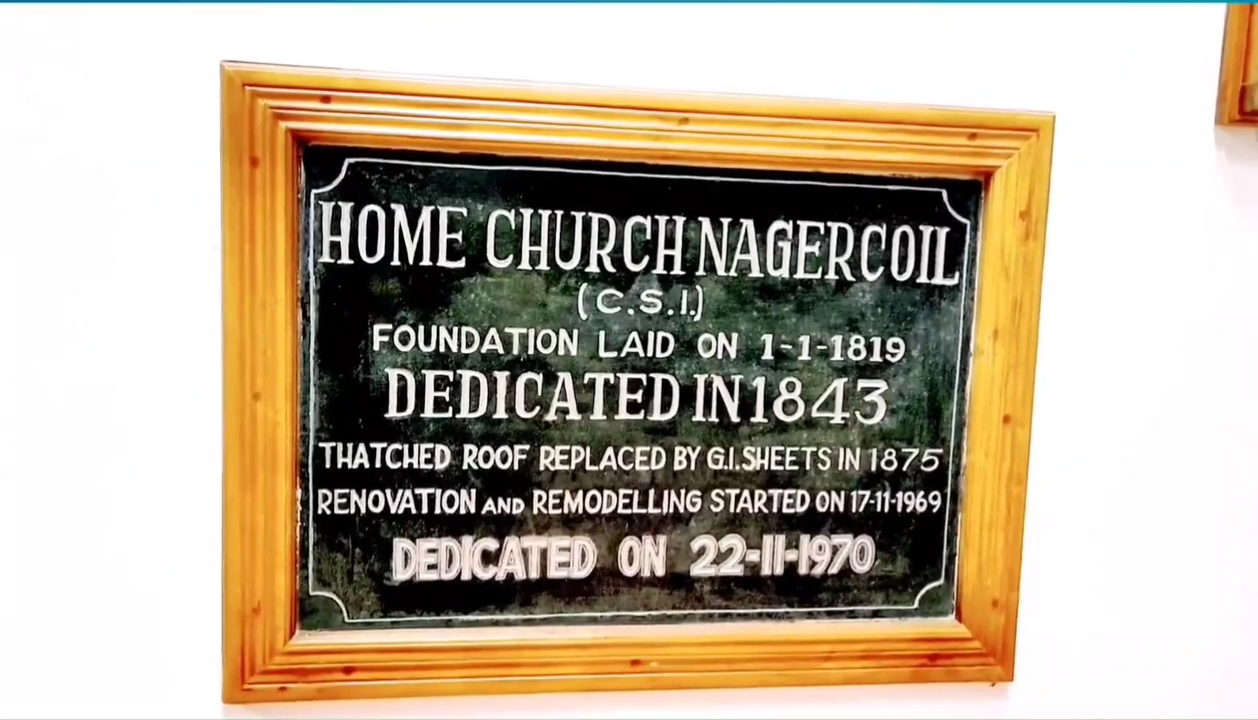 HOME CHURCH NAGERCOIL
(C.S.I.)
FOUNDATION LAID ON 1-1-1819
DEDICATED IN 1843
THATCHED ROOF REPLACED BY G.I.SHEETS IN 1875
RENOVATION AND REMODELLING STARTED ON 17-11-1969
DEDICATED ON 22-11-1970